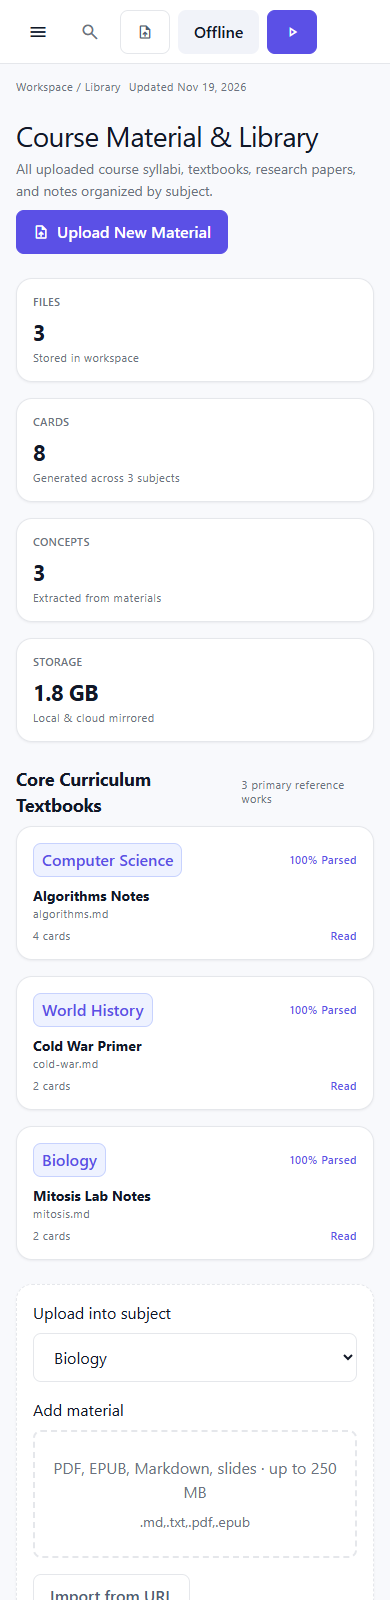 Offline
Workspace / Library Updated Nov 19, 2026
Course Material & Library
All uploaded course syllabi, textbooks, research papers,
and notes organized by subject.
Upload New Material
FILES
3
Stored in workspace
CARDS
8
Generated across 3 subjects
CONCEPTS
3
Extracted from materials
STORAGE
1.8 GB
Local & cloud mirrored
Core Curriculum
Textbooks
3 primary reference
works
Computer Science 100% Parsed
Algorithms Notes
algorithms.md
4 cards Read
World History 100% Parsed
Cold War Primer
cold-war.md
2 cards Read
Biology 100% Parsed
Mitosis Lab Notes
mitosis.md
2 cards Read
Upload into subject
Biology
Add material
PDF, EPUB, Markdown, slides · up to 250
MB
.md,.txt,.pdf,.epub
Import from URL